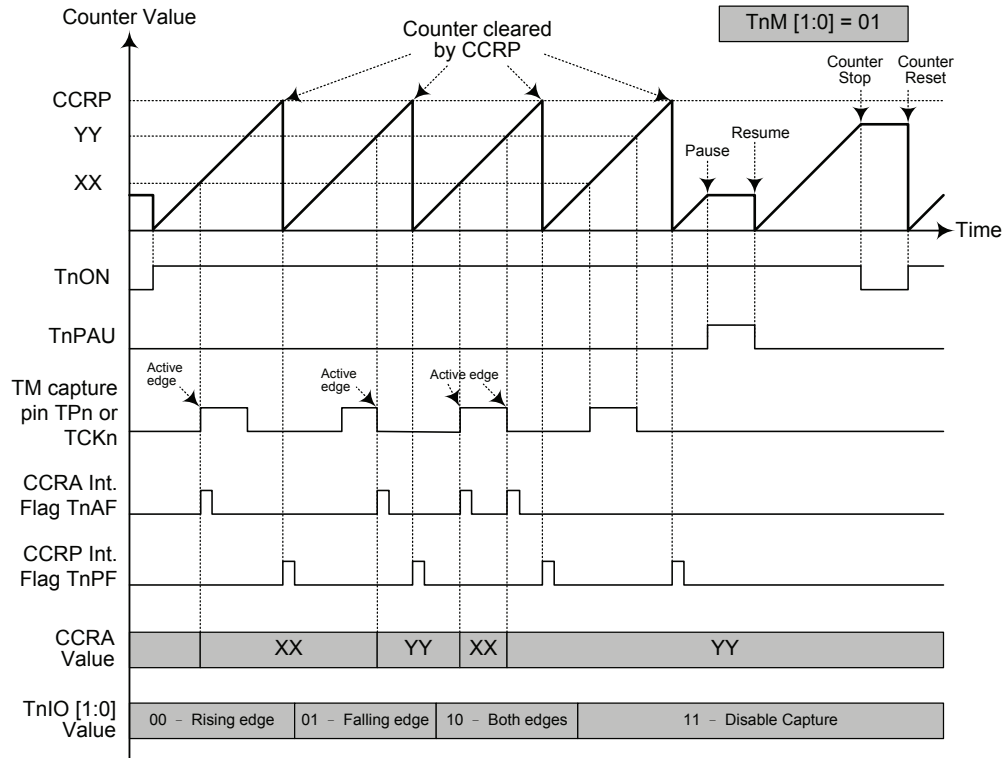 Counter Value
TnM [1:0] = 01
Counter cleared
by CCRP
Counter
Stop
Counter
Reset
CCRP
YY
Resume
Pause
XX
Time
TnON
TnPAU
Active
edge
Active
edge
Active edge
TM capture
pin TPn or
TCKn
CCRA Int.
Flag TnAF
CCRP Int.
Flag TnPF
CCRA
Value
XX
YY
XX
YY
TnIO [1:0]
Value
00 – Rising edge
01 – Falling edge
10 – Both edges
11 – Disable Capture